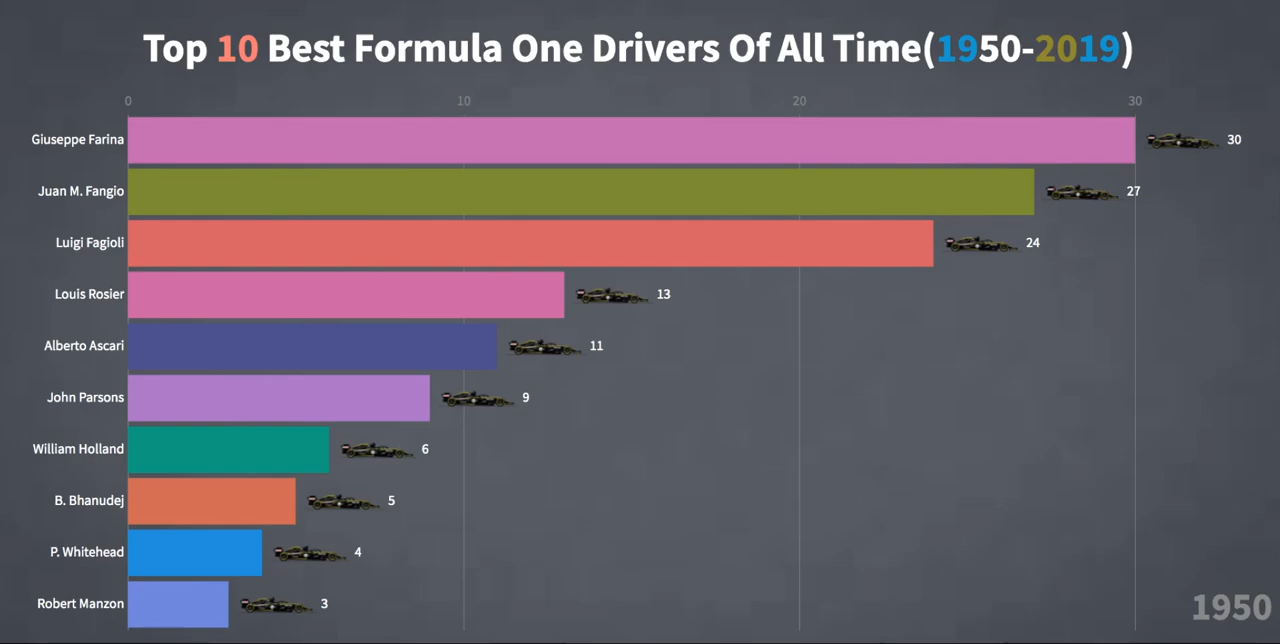 Top 10 Best Formula One Drivers Of All Time(1950-2019)
0 10 20 30
Giuseppe Farina 30
Juan M. Fangio 27
Luigi Fagioli 24
Louis Rosier 13
Alberto Ascari 11
John Parsons 9
William Holland 6
B. Bhanudej 5
P. Whitehead 4
Robert Manzon 3
1950